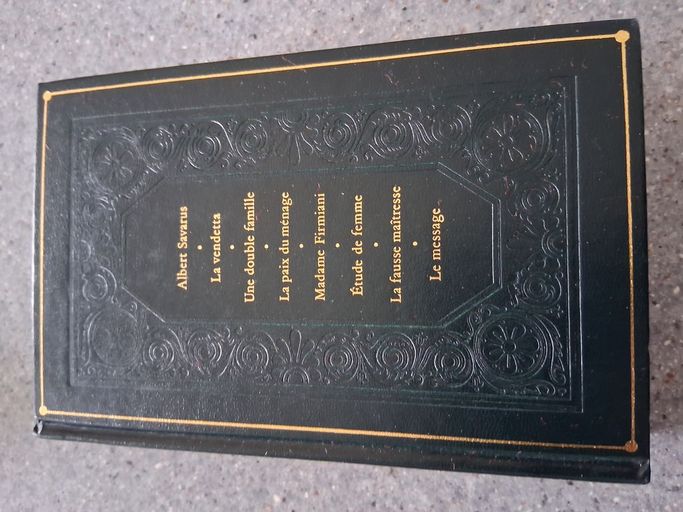 Albert Savarus
•
La vendetta
•
Une double famille
•
La paix du ménage
•
Madame Firmiani
•
Étude de femme
•
La fausse maîtresse
•
Le message